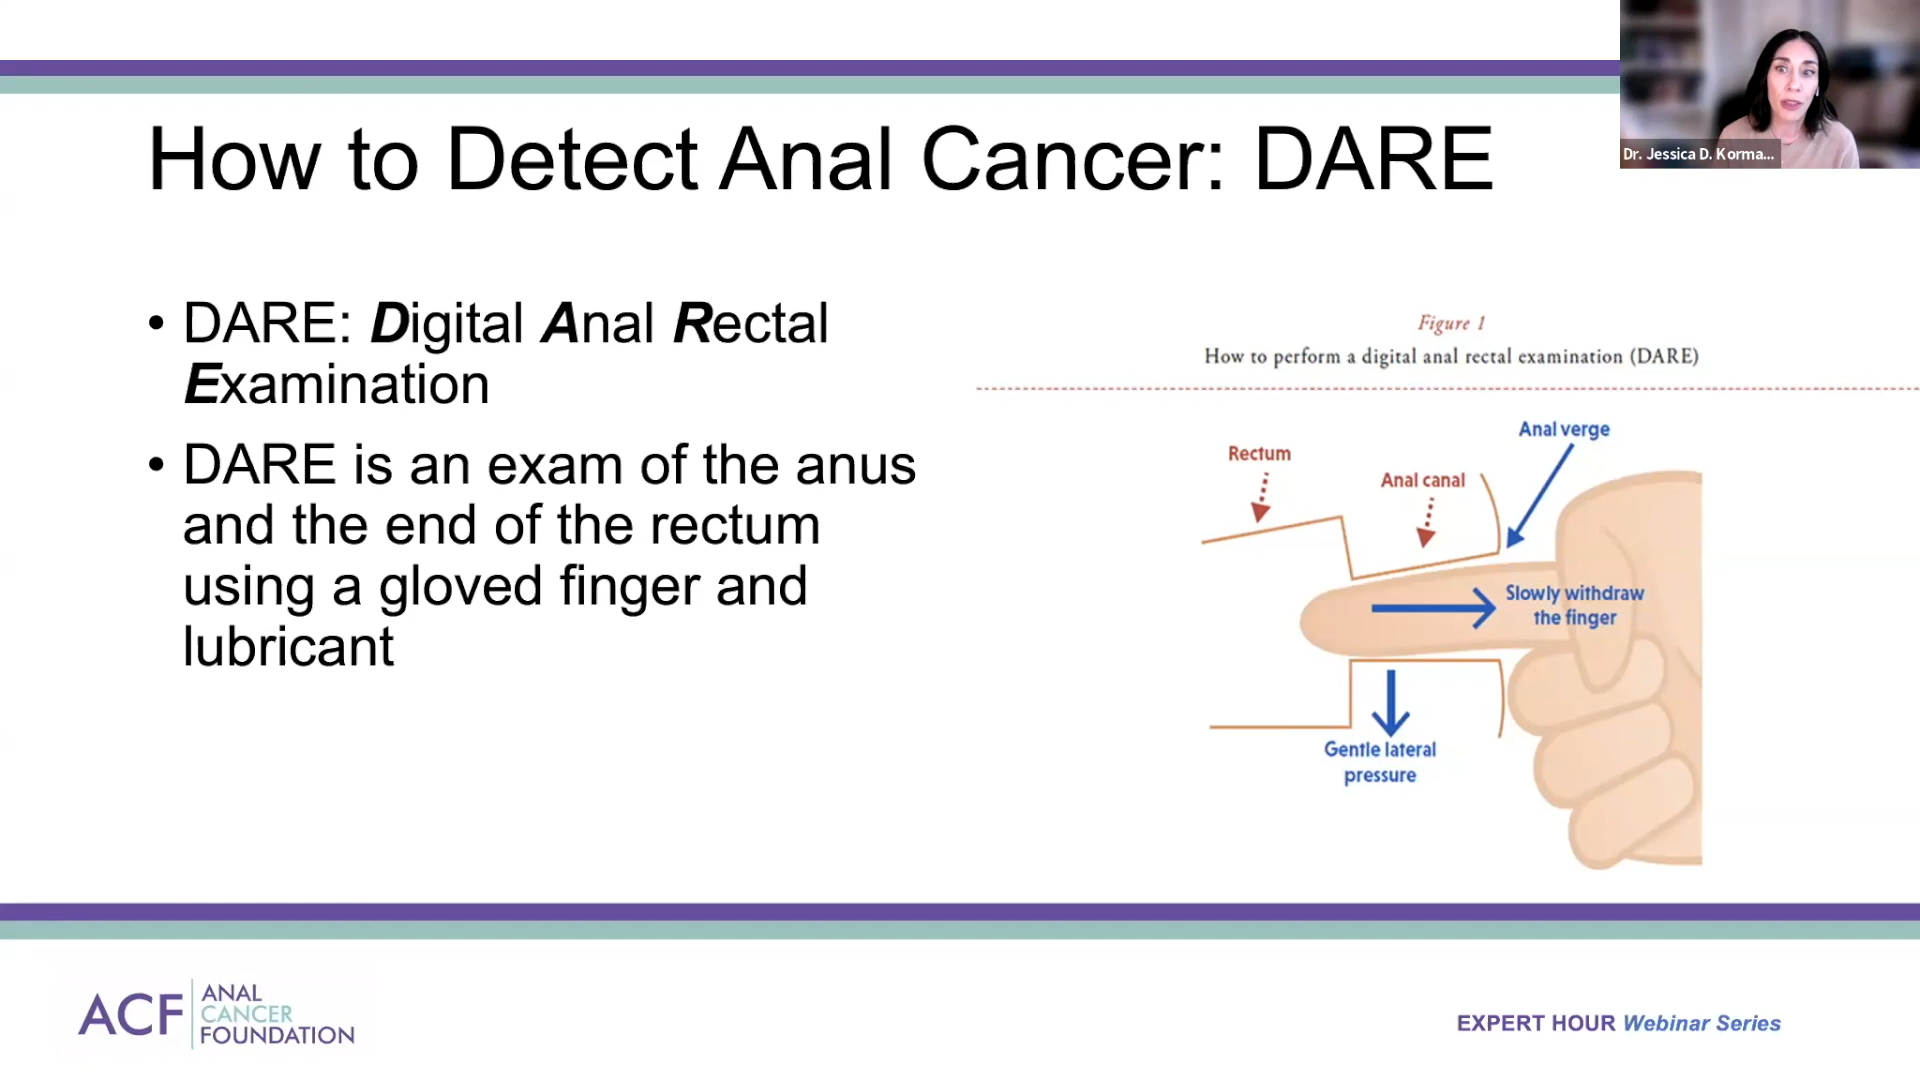 Dr. Jessica D. Korma...
How to Detect Anal Cancer: DARE
• DARE: Digital Anal Rectal
Examination
• DARE is an exam of the anus
and the end of the rectum
using a gloved finger and
lubricant
Figure 1
How to perform a digital anal rectal examination (DARE)
Anal verge
Rectum
Anal canal
Slowly withdraw
the finger
Gentle lateral
pressure
ACF
ANAL
CANCER
FOUNDATION
EXPERT HOUR Webinar Series